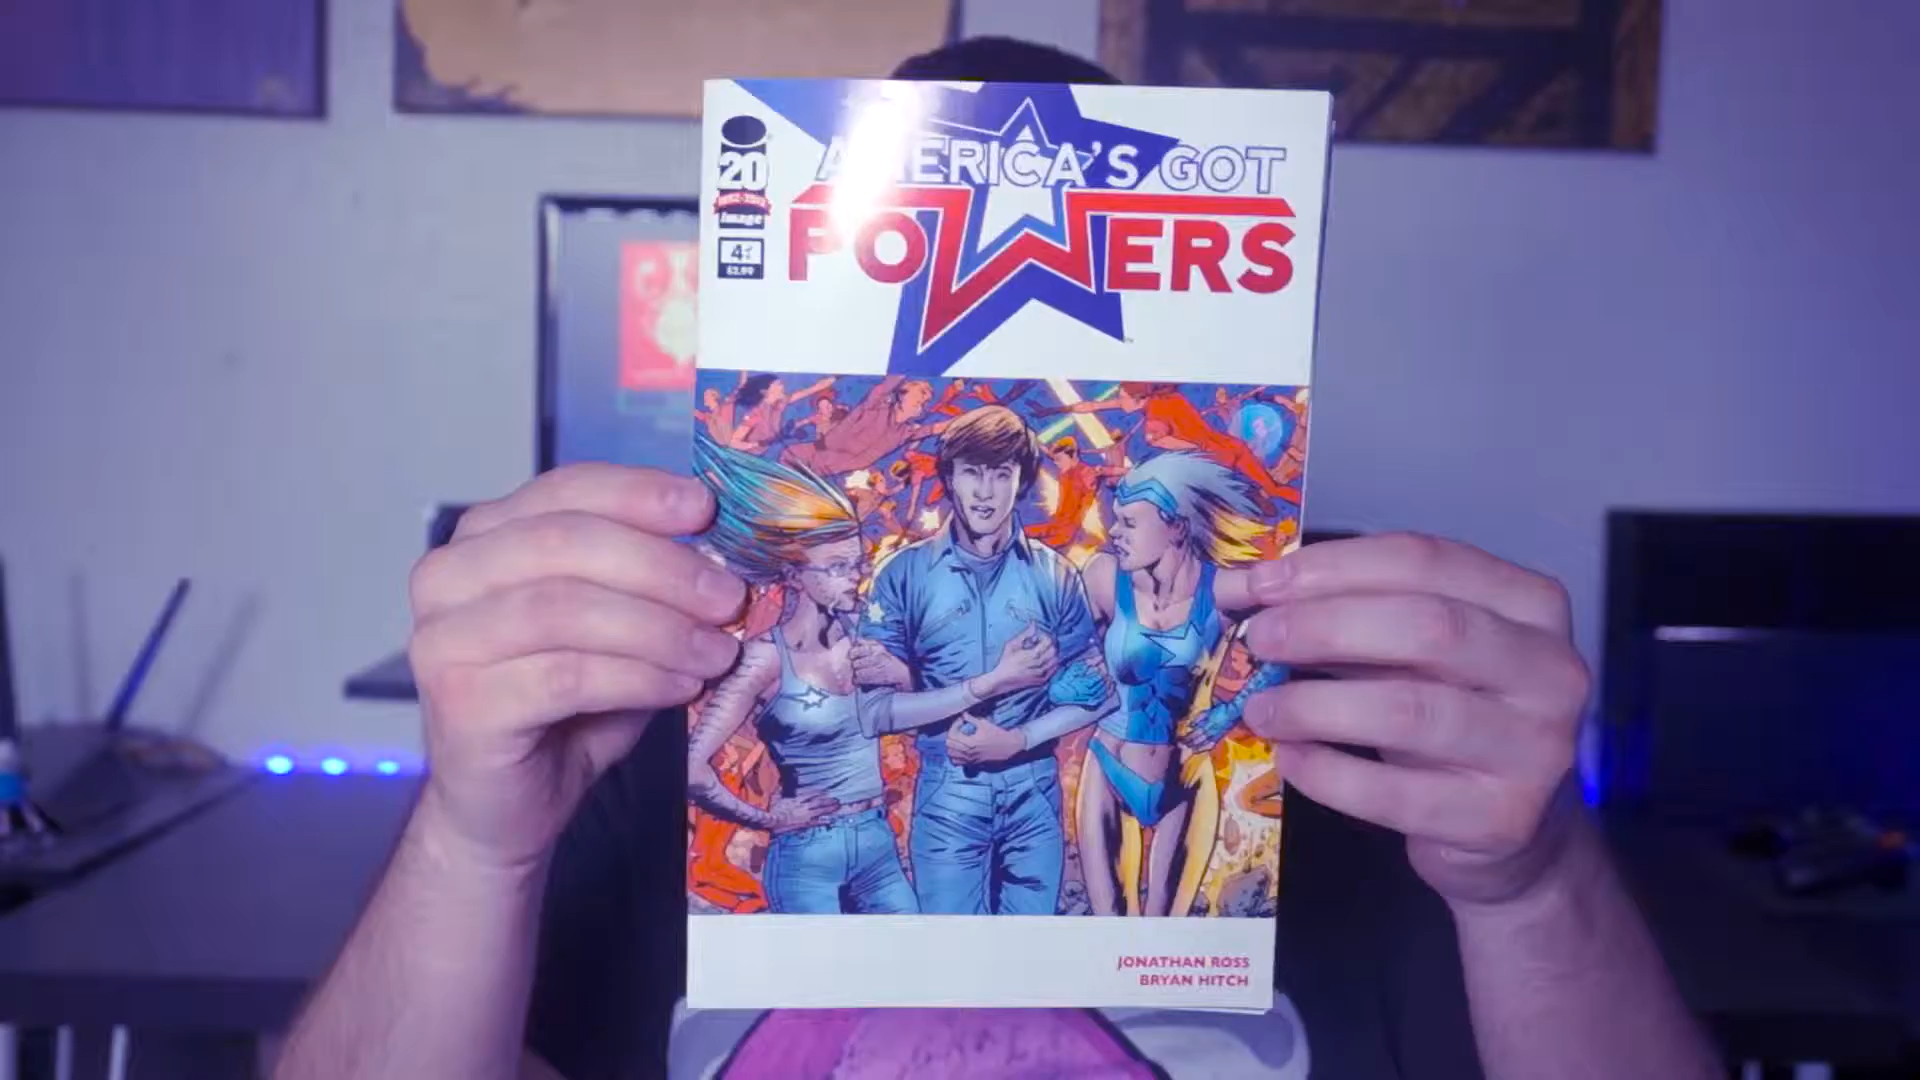 AMERICA'S GOT
POWERS
20
1992-2012
image
4
$2.99
JONATHAN ROSS
BRYAN HITCH